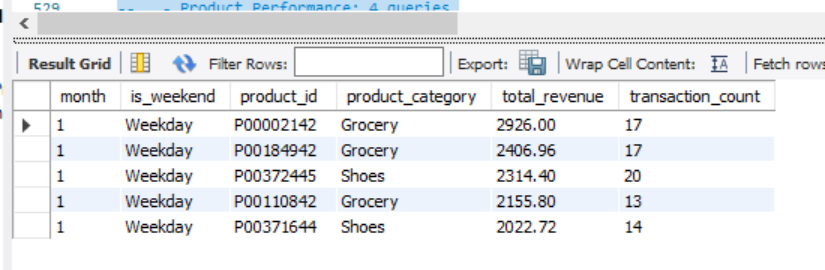 529 -- - Product Performance: 4 queries
Result Grid Filter Rows: Export: Wrap Cell Content: Fetch rows
month is_weekend product_id product_category total_revenue transaction_count
1 Weekday P00002142 Grocery 2926.00 17
1 Weekday P00184942 Grocery 2406.96 17
1 Weekday P00372445 Shoes 2314.40 20
1 Weekday P00110842 Grocery 2155.80 13
1 Weekday P00371644 Shoes 2022.72 14